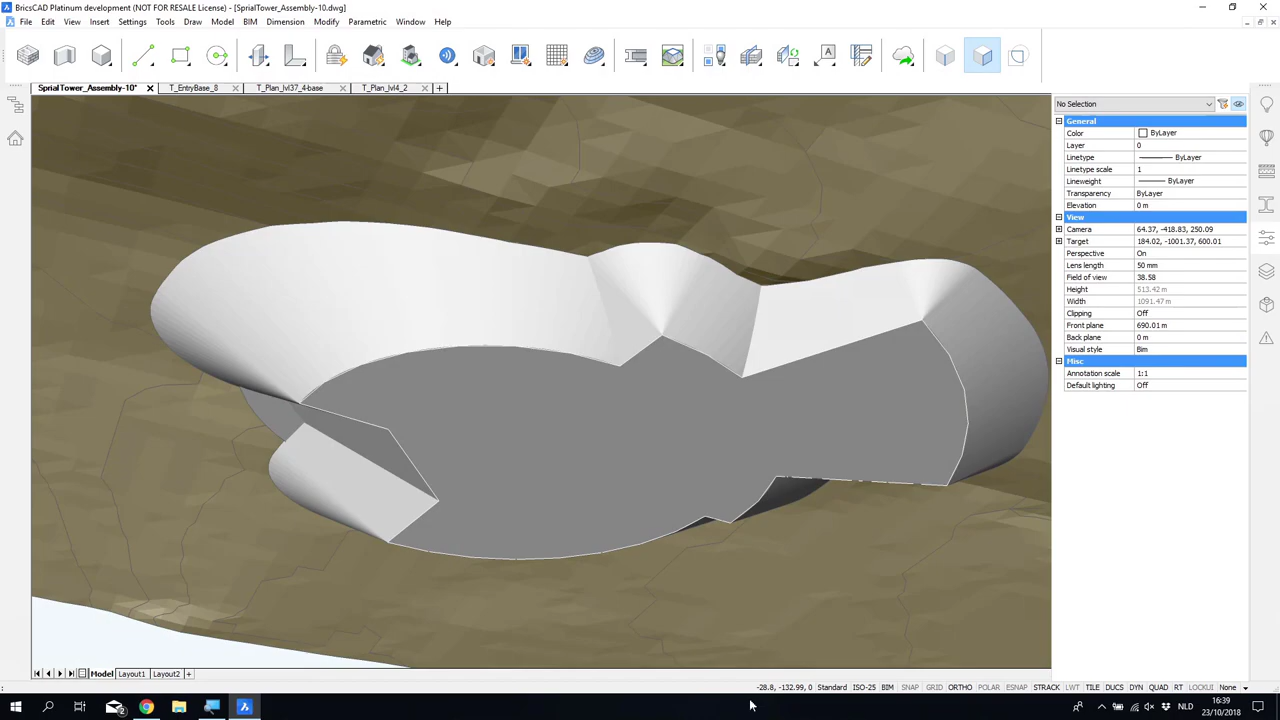 BricsCAD Platinum development (NOT FOR RESALE License) - [SprialTower_Assembly-10.dwg]
File Edit View Insert Settings Tools Draw Model BIM Dimension Modify Parametric Window Help
SprialTower_Assembly-10* T_EntryBase_8 T_Plan_lvl37_4-base T_Plan_lvl4_2
No Selection
General
Color ByLayer
Layer 0
Linetype ByLayer
Linetype scale 1
Lineweight ByLayer
Transparency ByLayer
Elevation 0 m
View
Camera 64.37, -418.83, 250.09
Target 184.02, -1001.37, 600.01
Perspective On
Lens length 50 mm
Field of view 38.58
Height 513.42 m
Width 1091.47 m
Clipping Off
Front plane 690.01 m
Back plane 0 m
Visual style Bim
Misc
Annotation scale 1:1
Default lighting Off
Model Layout1 Layout2 +
: -28.8, -132.99, 0 Standard ISO-25 BIM SNAP GRID ORTHO POLAR ESNAP STRACK LWT TILE DUCS DYN QUAD RT LOCKUI None
2 NLD 16:39
23/10/2018